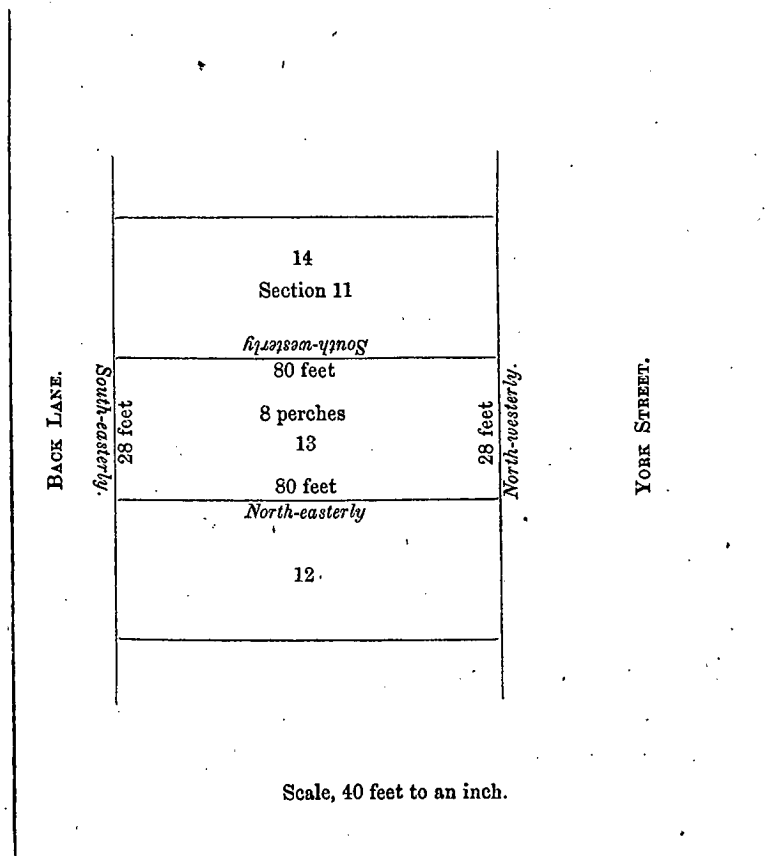 14
Section 11
South-westerly
80 feet
BACK LANE.
South-easterly.
28 feet
8 perches
13
28 feet
North-westerly.
YORK STREET.
80 feet
North-easterly
12
Scale, 40 feet to an inch.